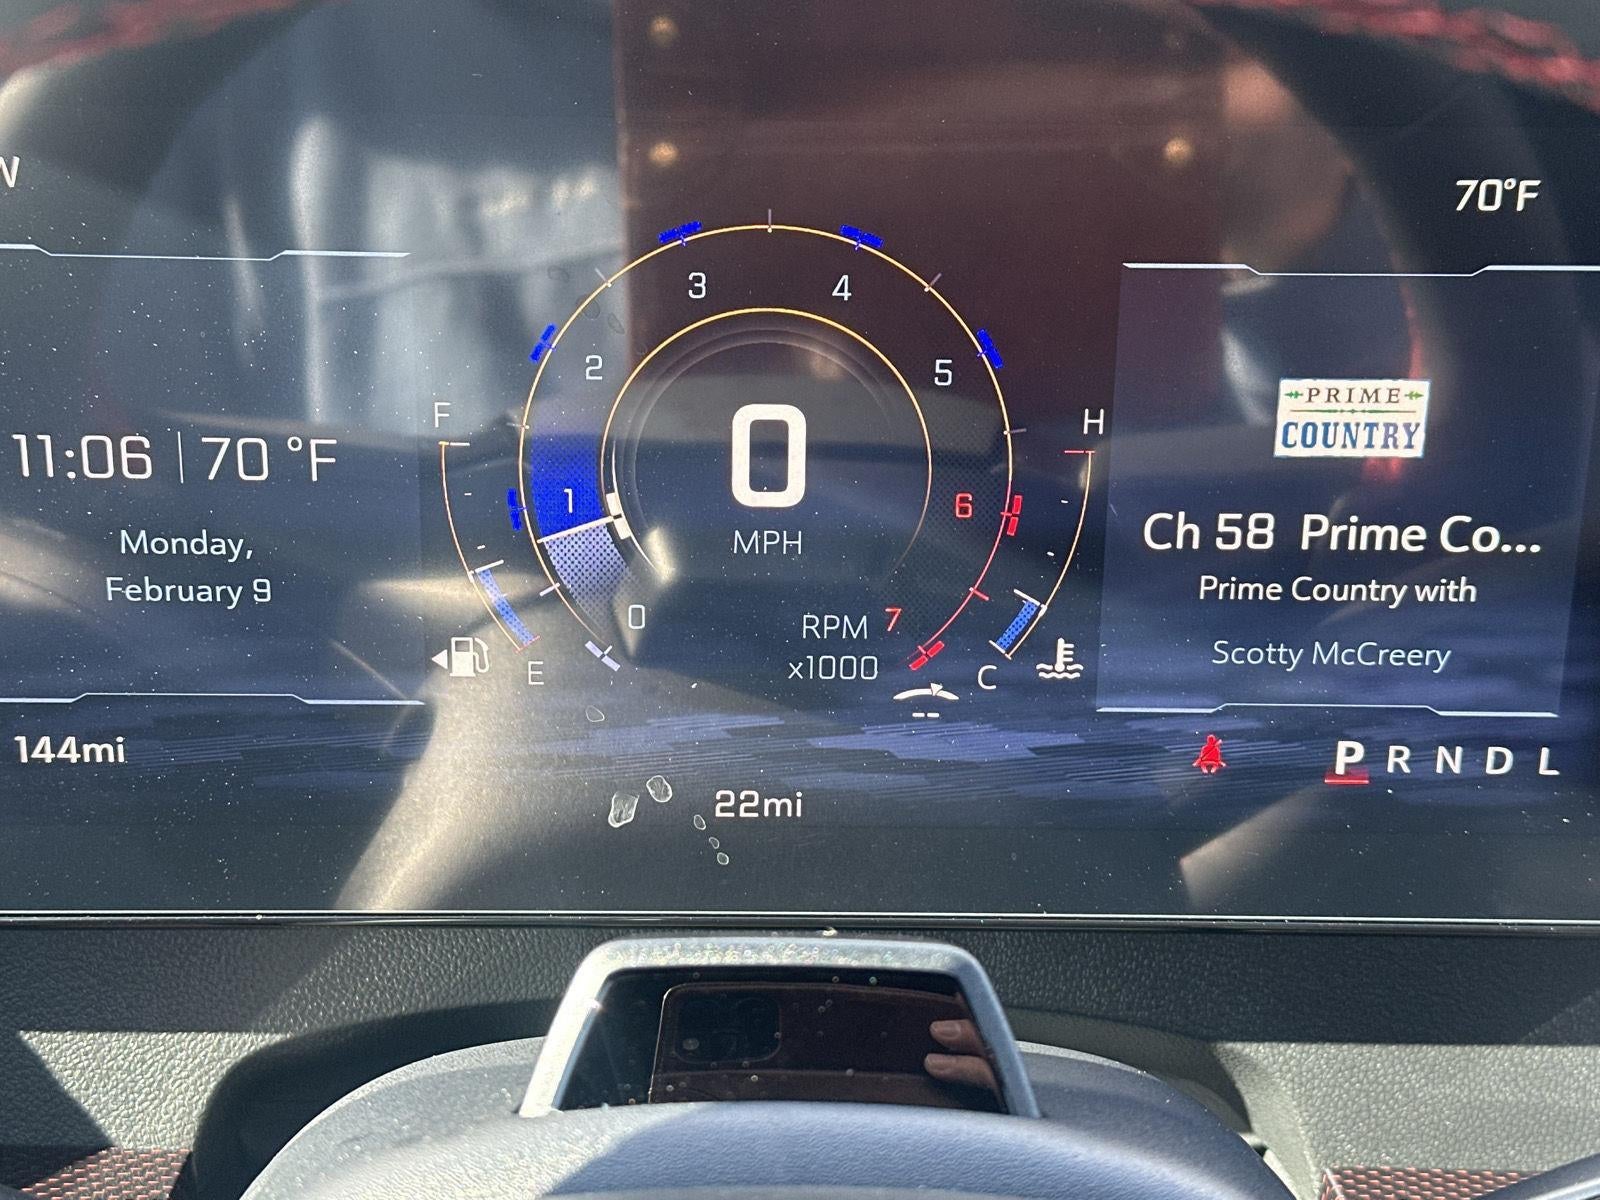 70°F
3
4
2
5
F
H
PRIME
COUNTRY
11:06 | 70 °F
0
MPH
1
6
Ch 58 Prime Co...
Monday,
February 9
Prime Country with
0
RPM
x1000
7
Scotty McCreery
E
C
--
144mi
P R N D L
22mi